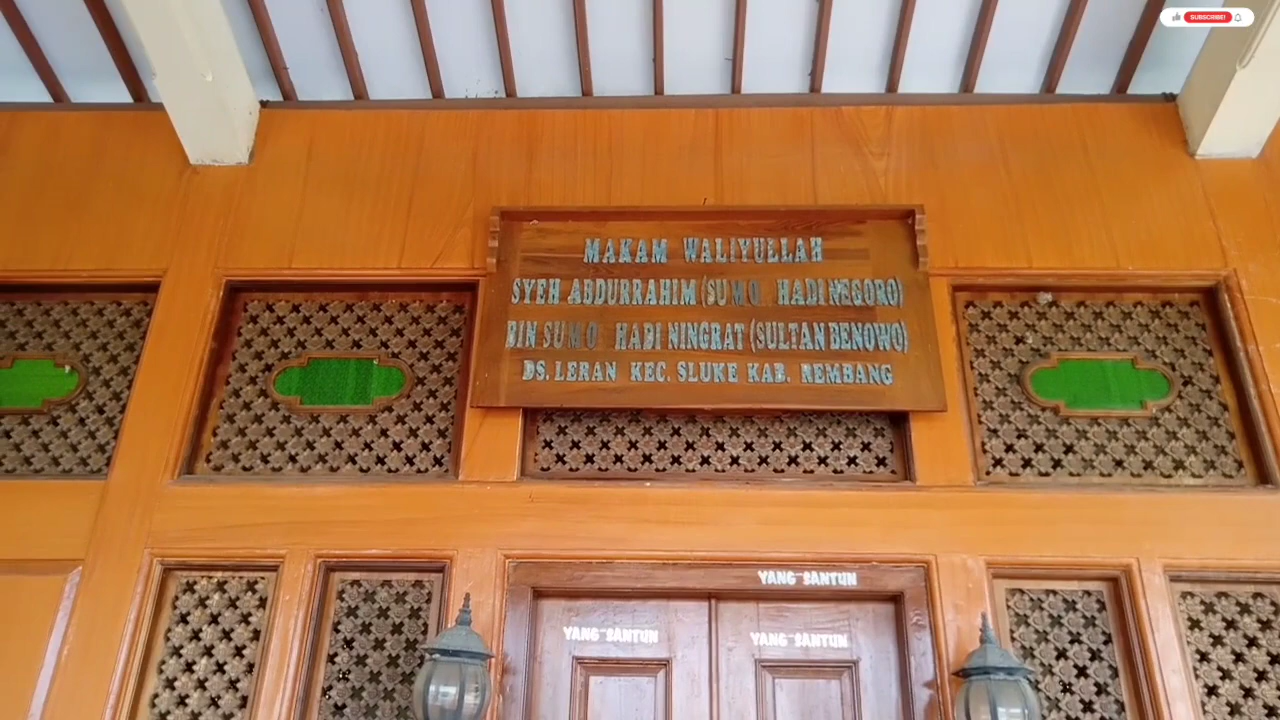 SUBSCRIBE!
MAKAM WALIYULLAH
SYEH ABDURRAHIM (SUMO HADI NEGORO)
BIN SUMO HADI NINGRAT (SULTAN BENOWO)
DS. LERAN KEC. SLUKE KAB. REMBANG
YANG SANTUN
YANG SANTUN
YANG SANTUN